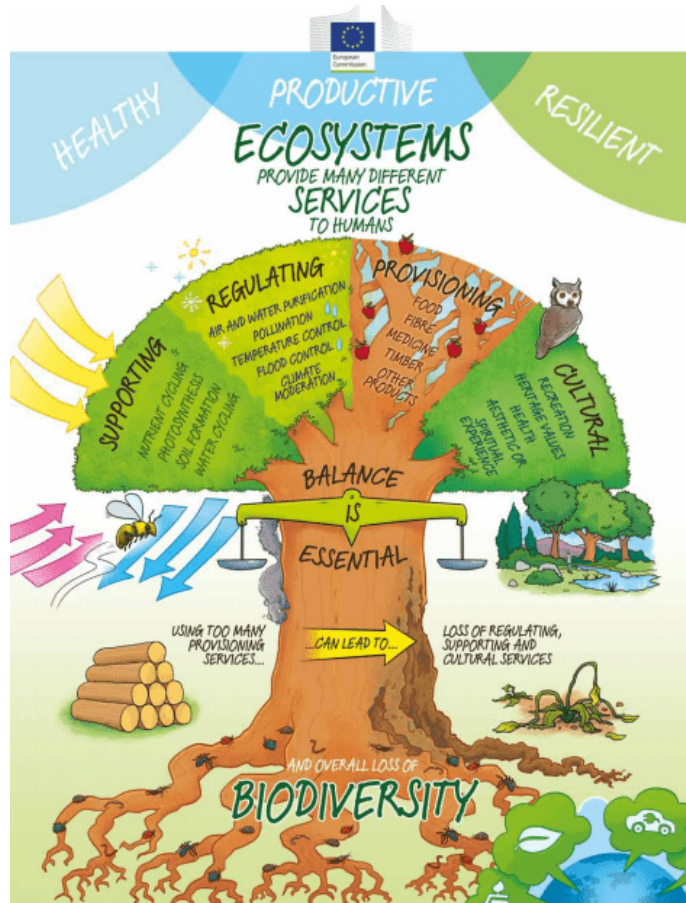 European
Commission
HEALTHY
PRODUCTIVE
RESILIENT
ECOSYSTEMS
PROVIDE MANY DIFFERENT
SERVICES
TO HUMANS
SUPPORTING
NUTRIENT CYCLING
PHOTOSYNTHESIS
SOIL FORMATION
WATER CYCLING
REGULATING
AIR AND WATER PURIFICATION
POLLINATION
TEMPERATURE CONTROL
FLOOD CONTROL
CLIMATE
MODERATION
PROVISIONING
FOOD
FIBRE
MEDICINE
TIMBER
OTHER
PRODUCTS
CULTURAL
RECREATION
HERITAGE VALUES
HEALTH
AESTHETIC OR
SPIRITUAL
EXPERIENCE
BALANCE
IS
ESSENTIAL
USING TOO MANY
PROVISIONING
SERVICES...
...CAN LEAD TO...
LOSS OF REGULATING,
SUPPORTING AND
CULTURAL SERVICES
AND OVERALL LOSS OF
BIODIVERSITY